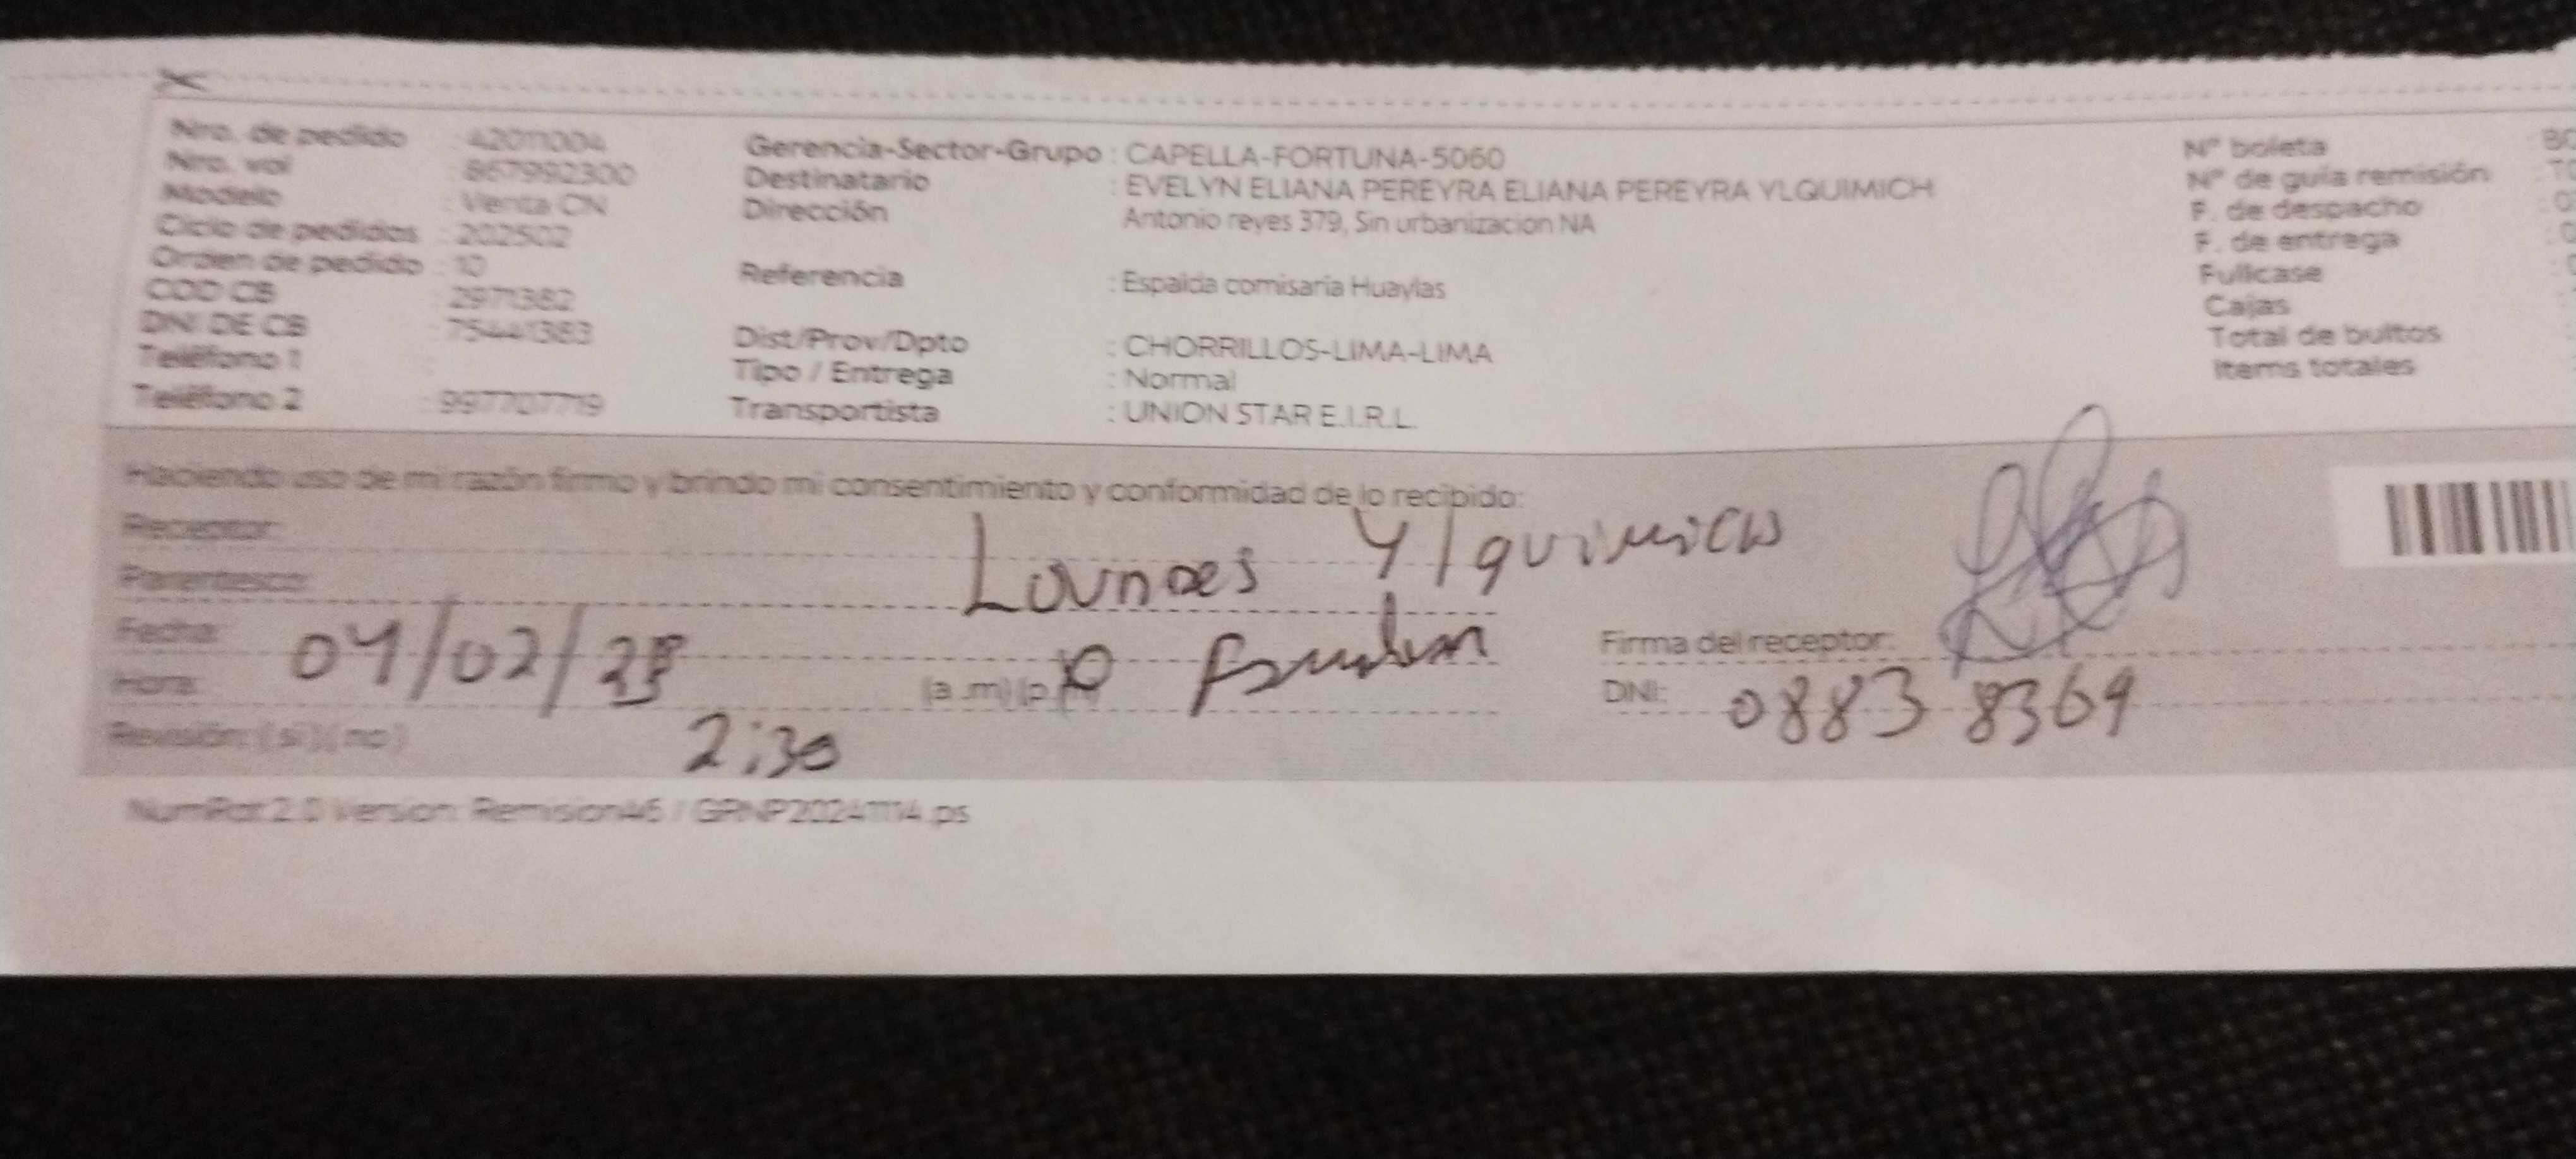 Nro. de pedido : 42011004
Nro. vol : 867992300
Modelo : Venta CN
Ciclo de pedidos : 202502
Orden de pedido : 10
COD CB : 2971382
DNI DE CB : 75441383
Teléfono 1 :
Teléfono 2 : 997707719
Gerencia-Sector-Grupo : CAPELLA-FORTUNA-5060
Destinatario : EVELYN ELIANA PEREYRA ELIANA PEREYRA YLQUIMICH
Dirección Antonio reyes 379, Sin urbanizacion NA
Referencia : Espalda comisaría Huaylas
Dist/Prov/Dpto : CHORRILLOS-LIMA-LIMA
Tipo / Entrega : Normal
Transportista : UNION STAR E.I.R.L.
N° boleta
N° de guía remisión
F. de despacho
F. de entrega
Fullcase
Cajas
Total de bultos
Items totales
Haciendo uso de mi razón firmo y brindo mi consentimiento y conformidad de lo recibido:
Receptor: Lourdes Ylquimich
Parentesco:
Fecha: 04/02/25
Hora: (a .m) (p
Revisión: ( si ) ( no ) 2:30
Firma del receptor:
DNI: 0883 8369
NumRot 2.0 Version: Remision46 / GRNP20241114.ps